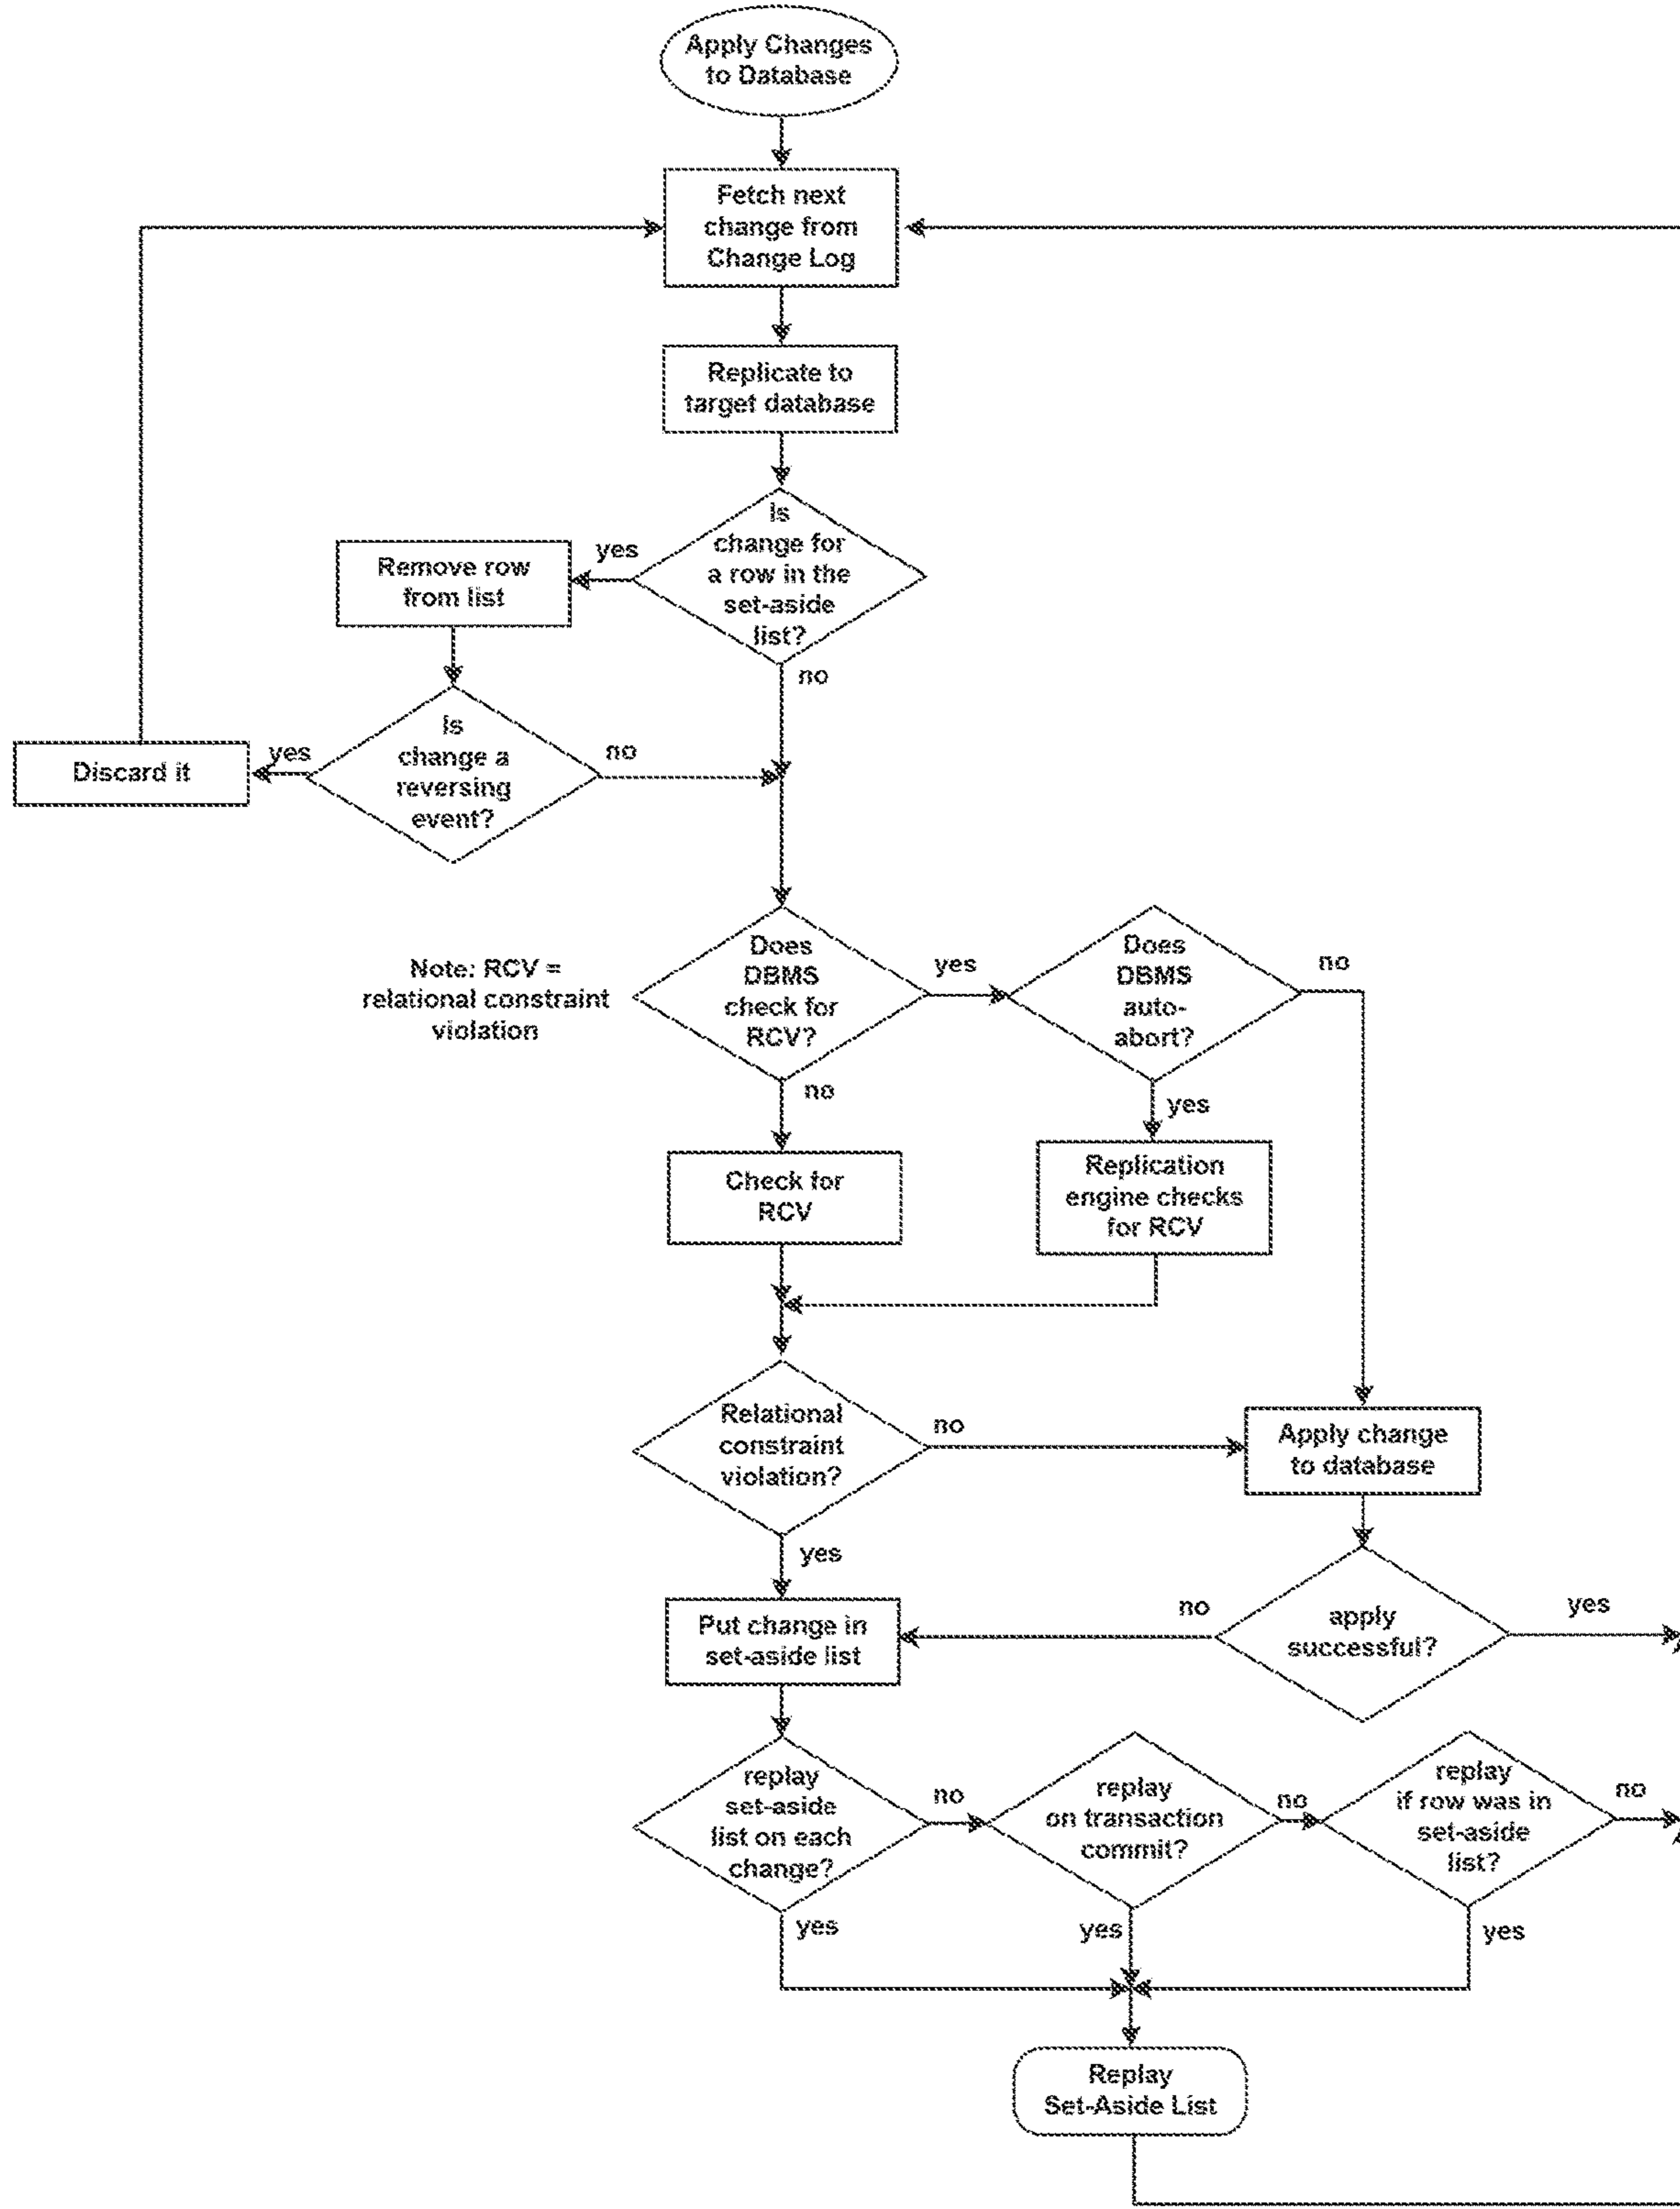 Apply Changes
to Database
Fetch next
change from
Change Log
Replicate to
target database
Is
change for
a row in the
set-aside
list?
yes
no
Remove row
from list
Is
change a
reversing
event?
yes
no
Discard it
Note: RCV =
relational constraint
violation
Does
DBMS
check for
RCV?
yes
no
Does
DBMS
auto-
abort?
no
yes
Check for
RCV
Replication
engine checks
for RCV
Relational
constraint
violation?
no
yes
Apply change
to database
Put change in
set-aside list
no
apply
successful?
yes
replay
set-aside
list on each
change?
no
yes
replay
on transaction
commit?
no
yes
replay
if row was in
set-aside
list?
no
yes
Replay
Set-Aside List